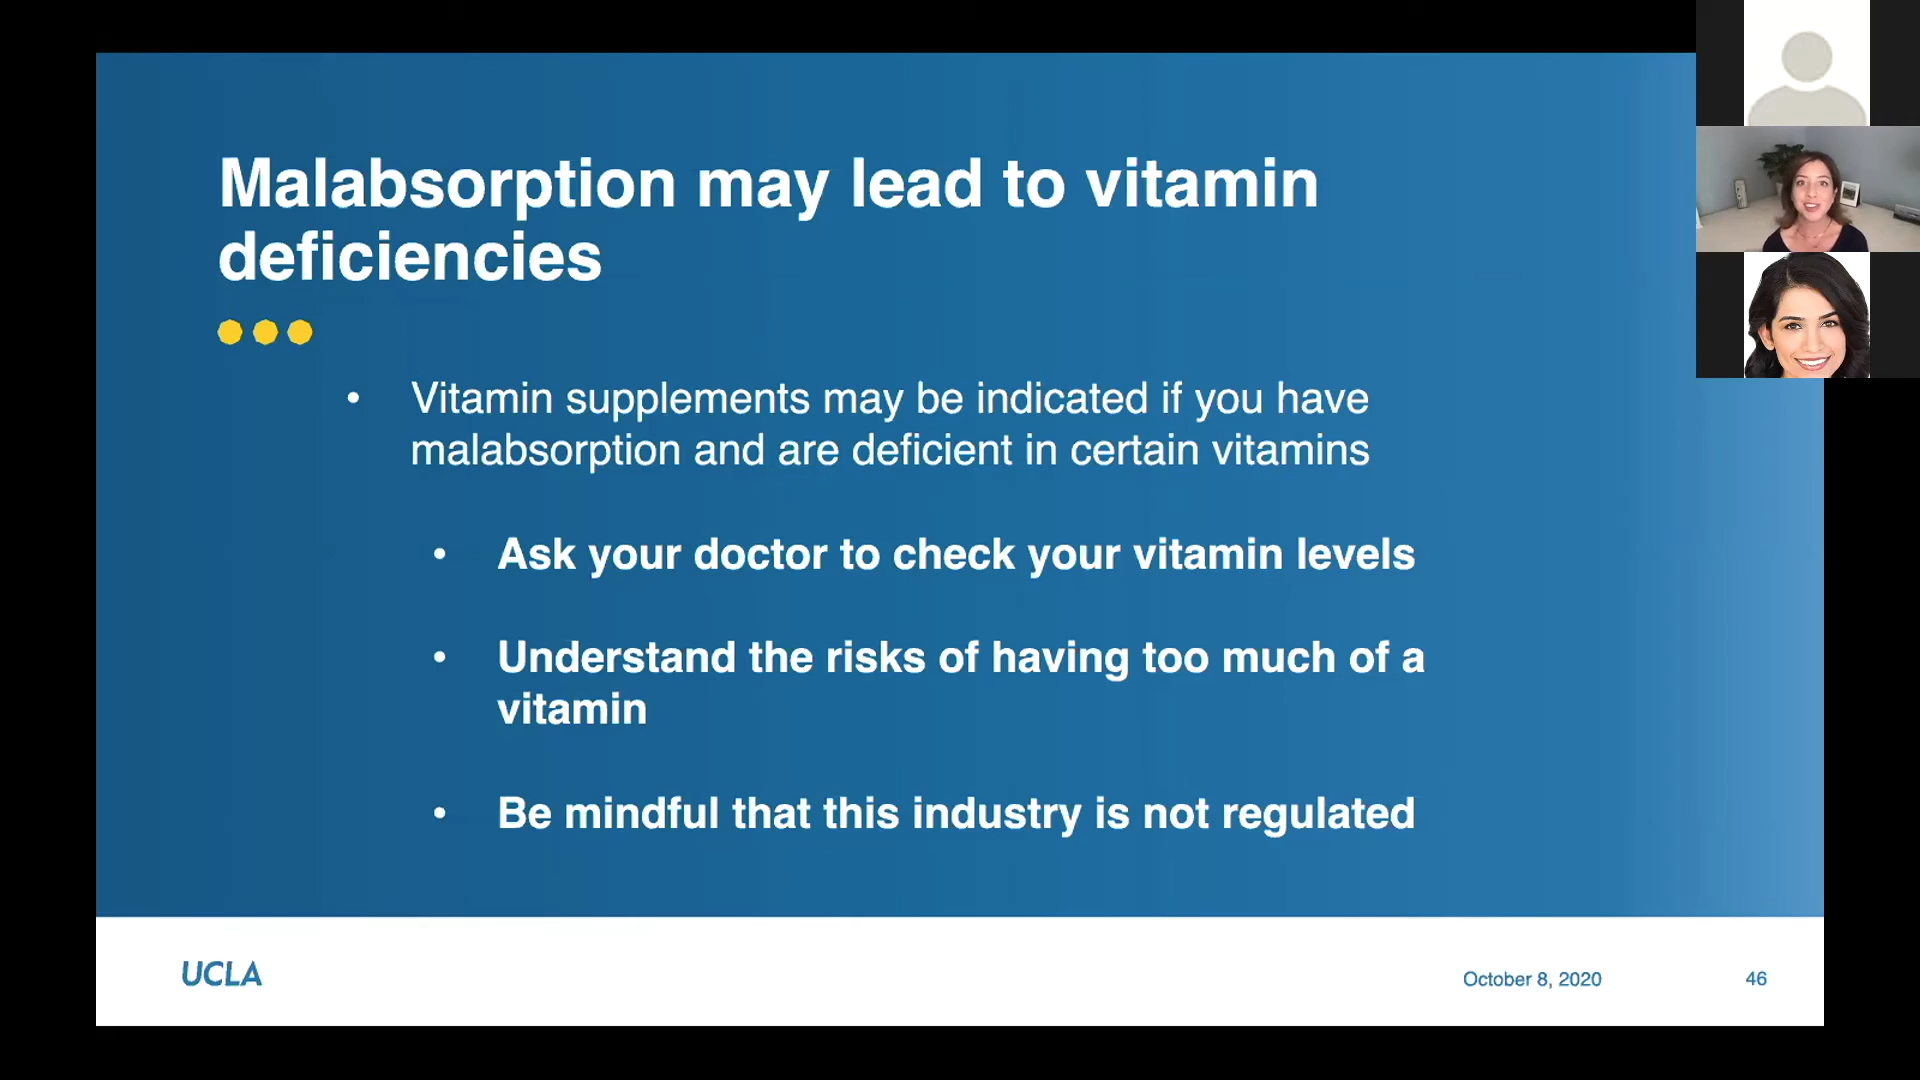 Malabsorption may lead to vitamin
deficiencies
• Vitamin supplements may be indicated if you have
malabsorption and are deficient in certain vitamins
• Ask your doctor to check your vitamin levels
• Understand the risks of having too much of a
vitamin
• Be mindful that this industry is not regulated
UCLA
October 8, 2020
46